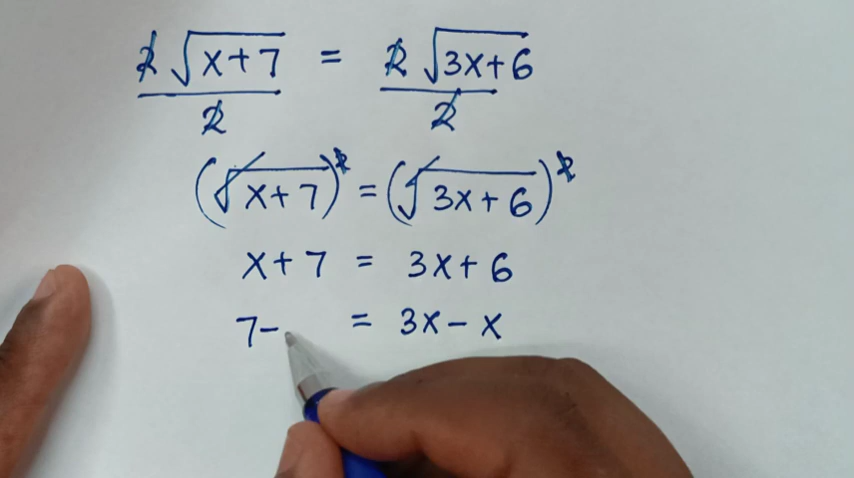 2√x+7 / 2 = 2√3x+6 / 2
(√x+7)² = (√3x+6)²
x+7 = 3x+6
7- = 3x-x